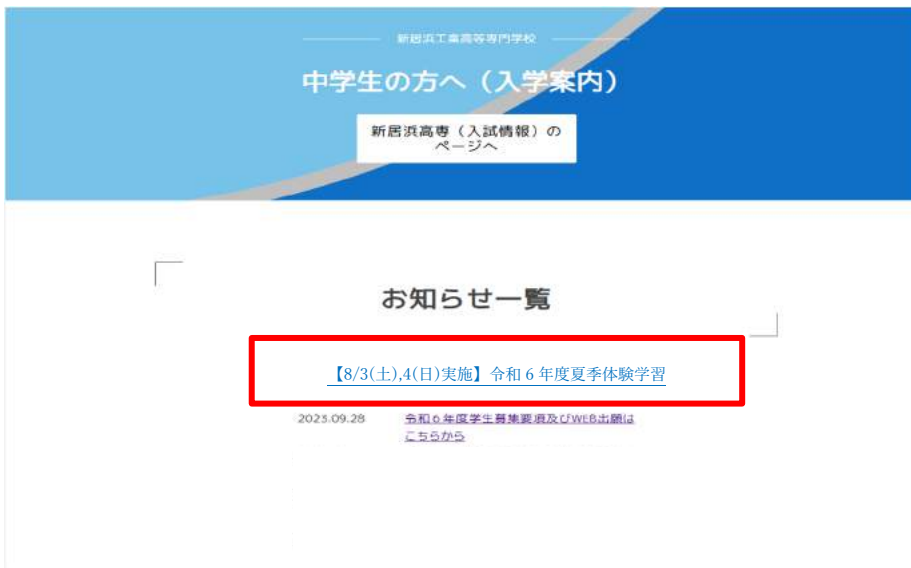 新居浜工業高等専門学校
中学生の方へ（入学案内）
新居浜高専（入試情報）の
ページへ
お知らせ一覧
【8/3(土),4(日)実施】令和 6 年度夏季体験学習
2023.09.28 令和６年度学生募集要項及びWEB出願は
こちらから